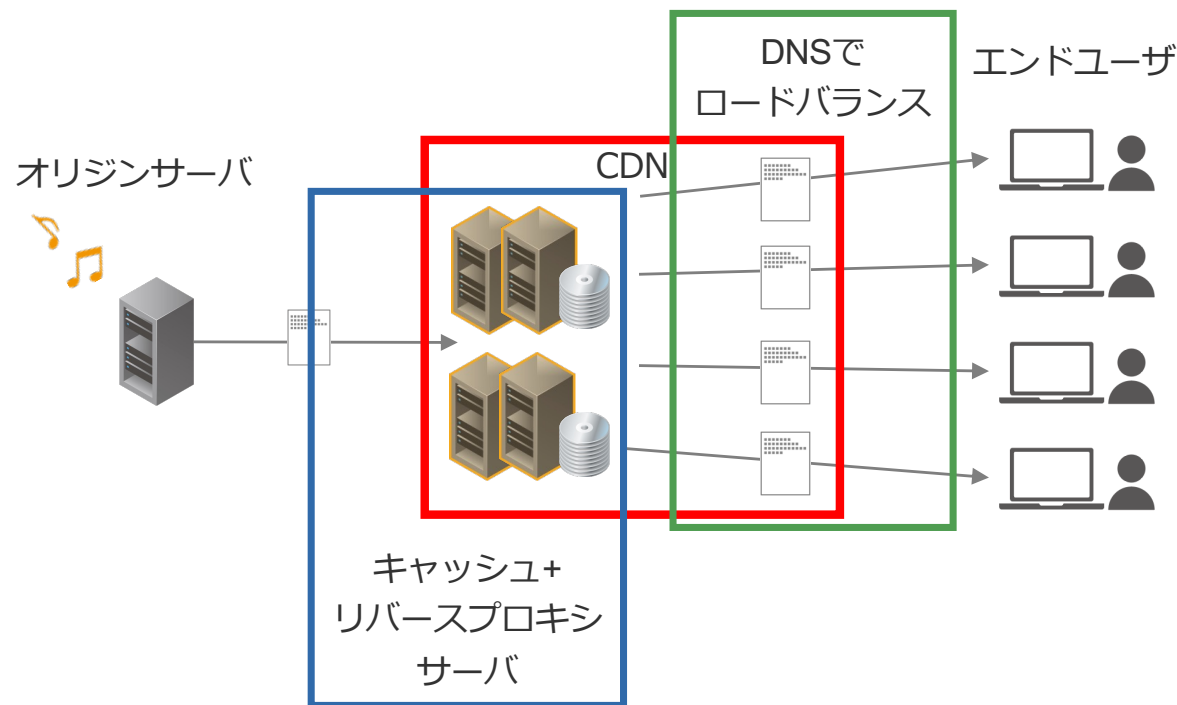 DNSで
ロードバランス
エンドユーザ
CDN
オリジンサーバ
キャッシュ+
リバースプロキシ
サーバ